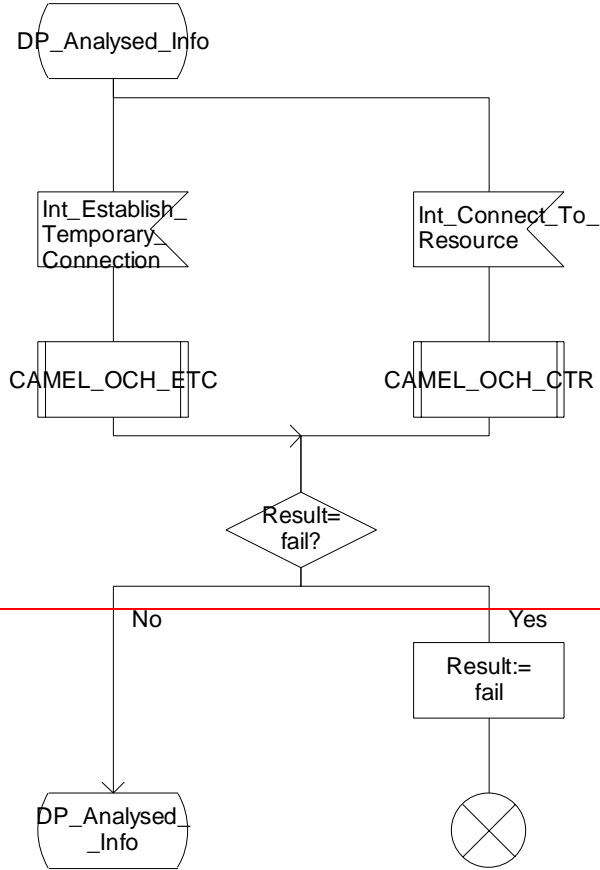 DP_Analysed_Info
Int_Establish_
Temporary_
Connection
Int_Connect_To_
Resource
CAMEL_OCH_ETC
CAMEL_OCH_CTR
Result=
fail?
No
Yes
Result:=
fail
DP_Analysed_
_Info